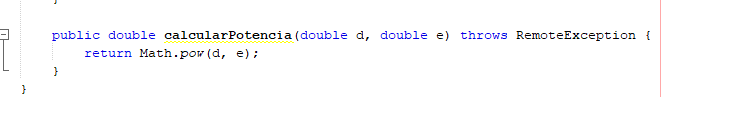 public double calcularPotencia(double d, double e) throws RemoteException {
return Math.pow(d, e);
}
}